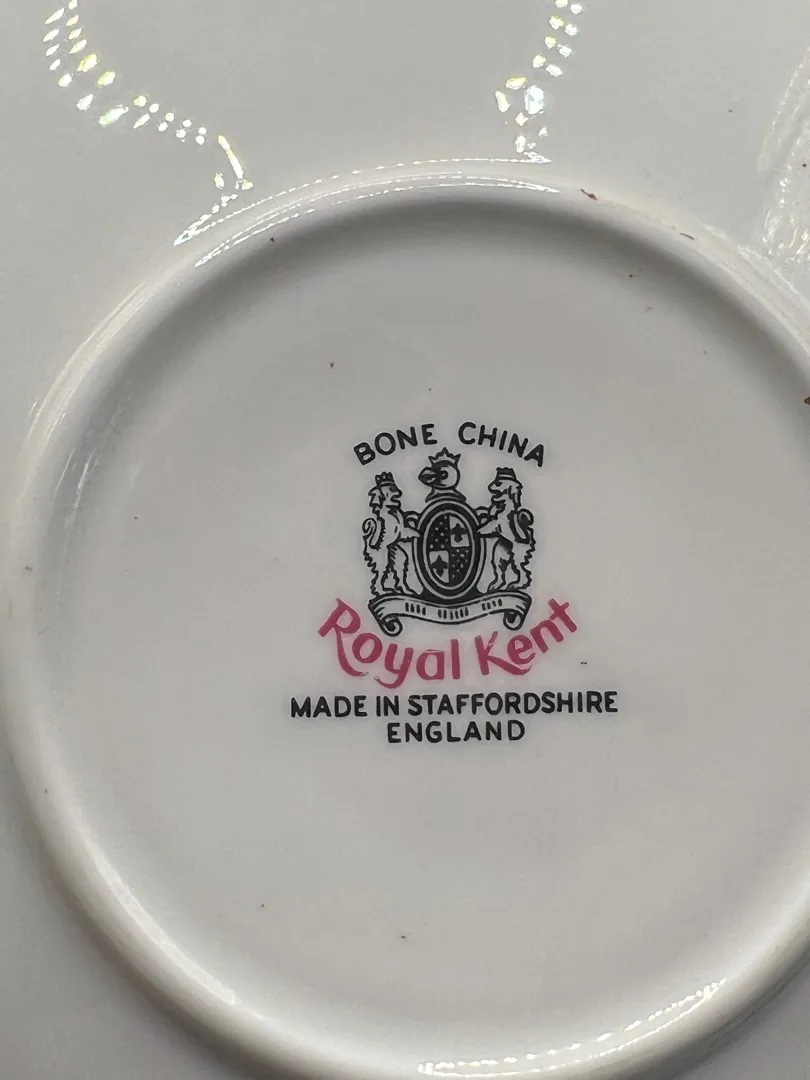 BONE CHINA
Royal Kent
MADE IN STAFFORDSHIRE
ENGLAND